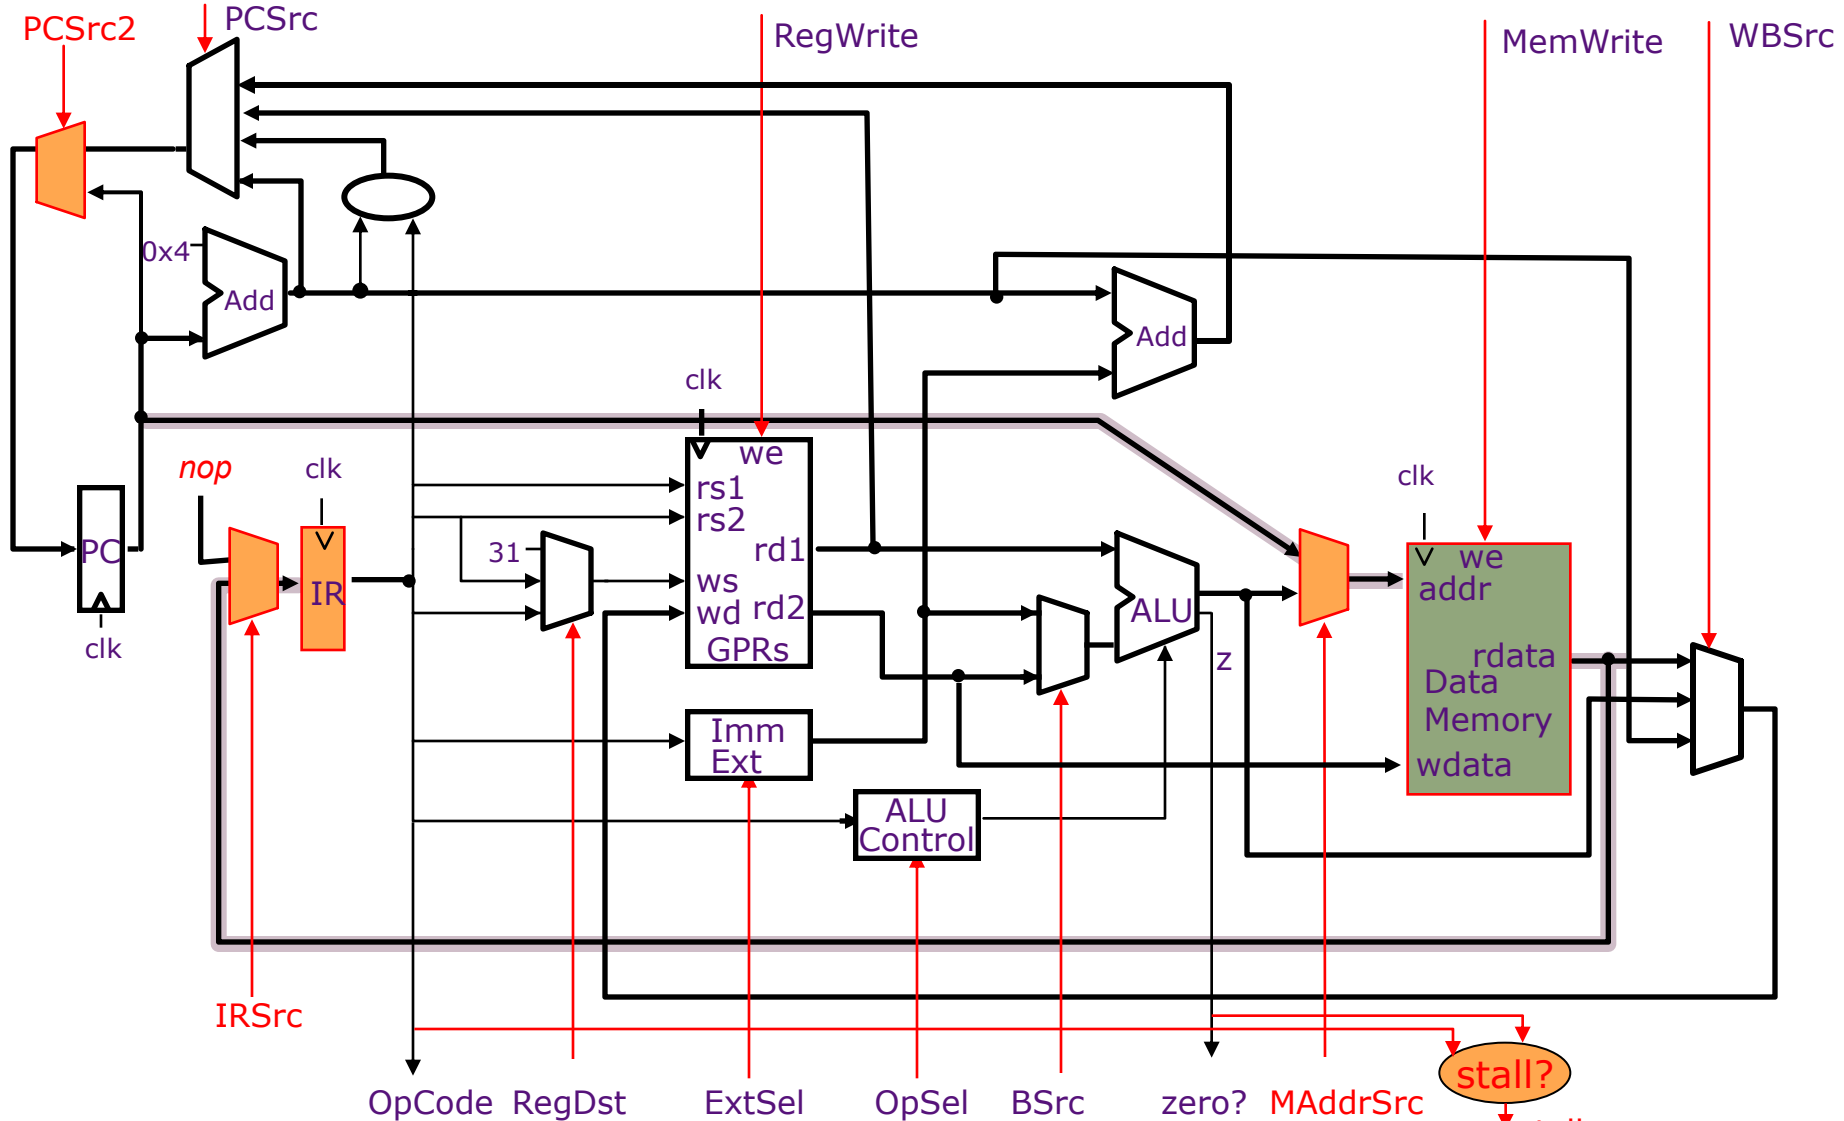 PCSrc2
PCSrc
RegWrite
MemWrite
WBSrc
0x4
Add
Add
clk
nop
clk
clk
we
rs1
rs2
rd1
31
ws
wd
rd2
GPRs
PC
clk
IR
ALU
z
we
addr
rdata
Data
Memory
wdata
Imm
Ext
ALU
Control
IRSrc
stall?
OpCode
RegDst
ExtSel
OpSel
BSrc
zero?
MAddrSrc